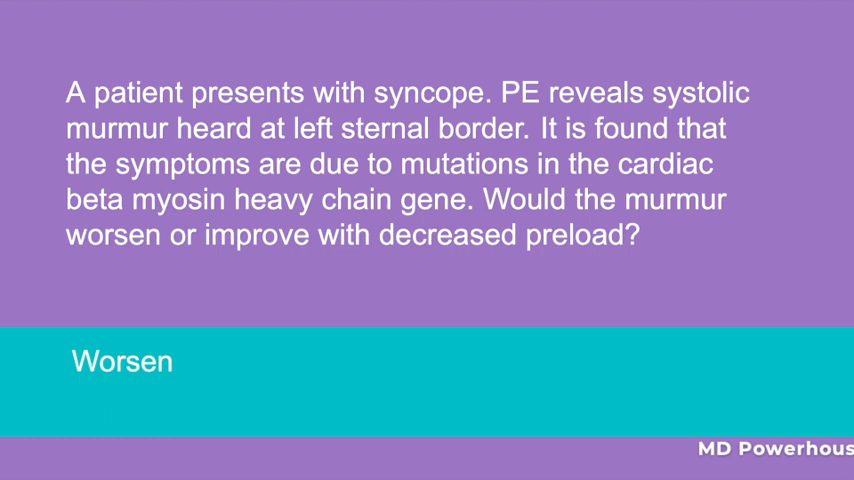 A patient presents with syncope. PE reveals systolic
murmur heard at left sternal border. It is found that
the symptoms are due to mutations in the cardiac
beta myosin heavy chain gene. Would the murmur
worsen or improve with decreased preload?
Worsen
MD Powerhous